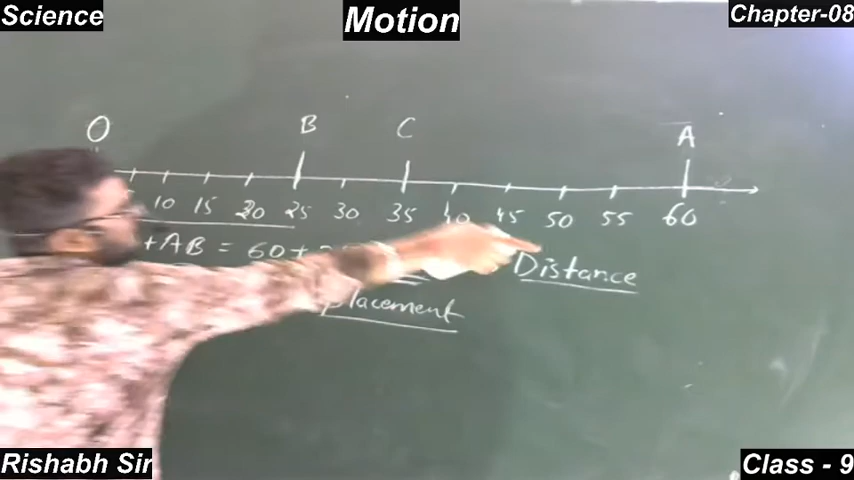 Science
Motion
Chapter-08
O B C A
10 15 20 25 30 35 40 45 50 55 60
+AB = 60+
Distance
placement
Rishabh Sir
Class - 9